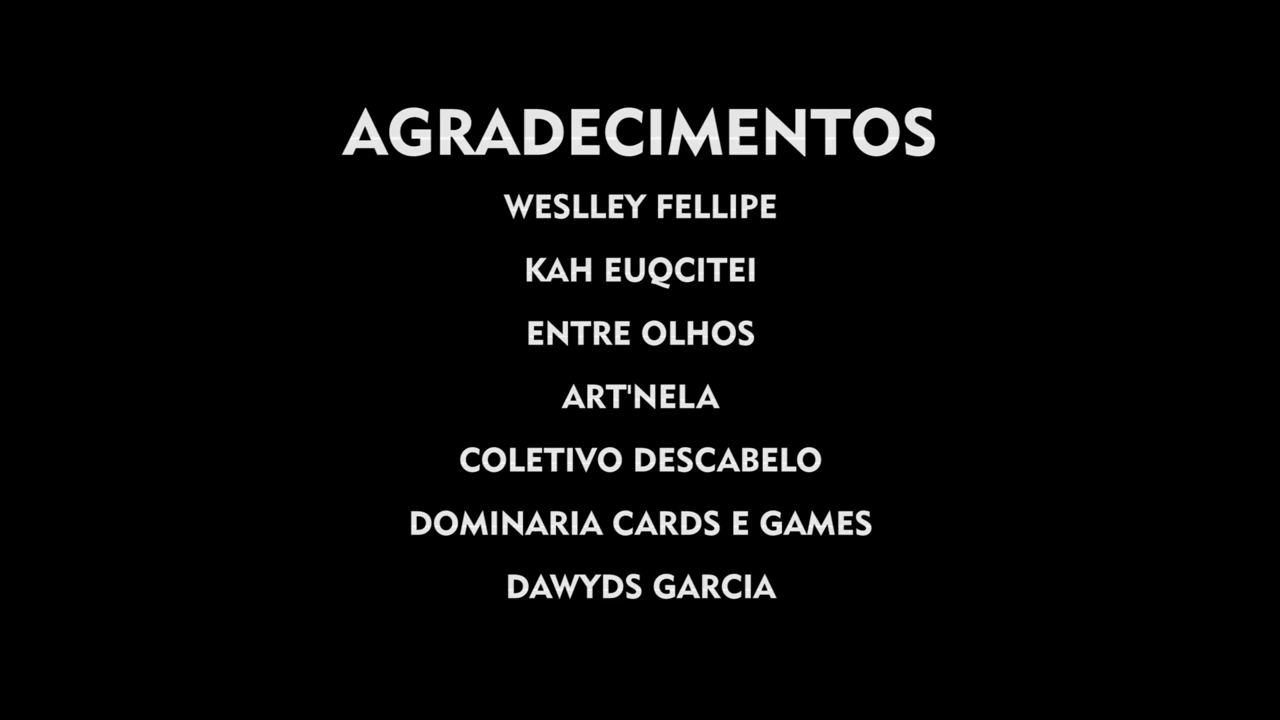 AGRADECIMENTOS
WESLLEY FELLIPE
KAH EUQCITEI
ENTRE OLHOS
ART'NELA
COLETIVO DESCABELO
DOMINARIA CARDS E GAMES
DAWYDS GARCIA